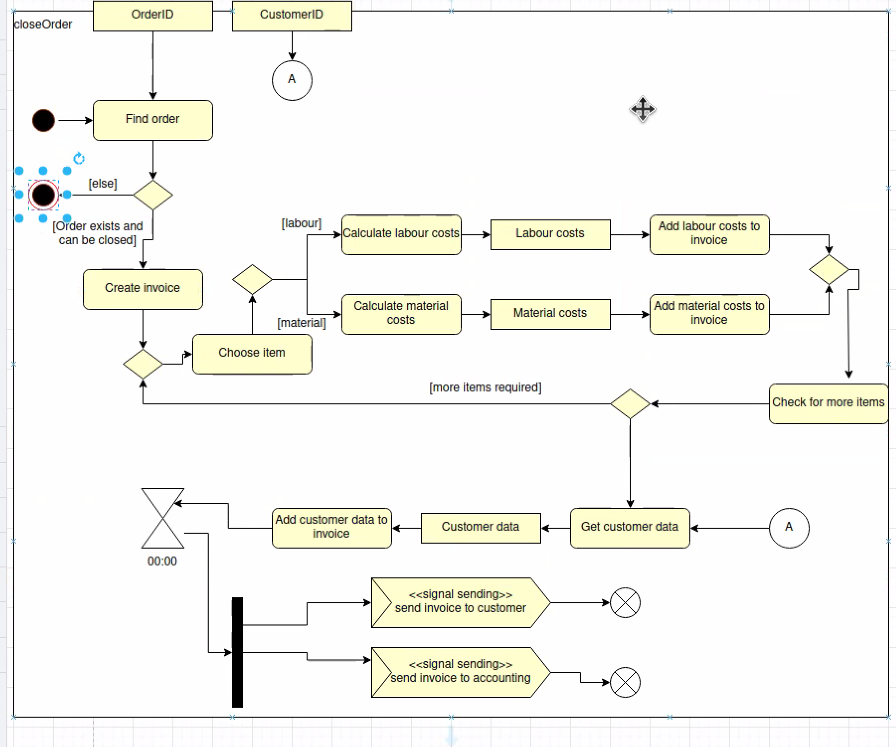 OrderID
CustomerID
closeOrder
A
Find order
[else]
[Order exists and
can be closed]
[labour]
Calculate labour costs
Labour costs
Add labour costs to
invoice
Create invoice
Calculate material
costs
Material costs
Add material costs to
invoice
[material]
Choose item
[more items required]
Check for more items
Add customer data to
invoice
Customer data
Get customer data
A
00:00
<<signal sending>>
send invoice to customer
<<signal sending>>
send invoice to accounting